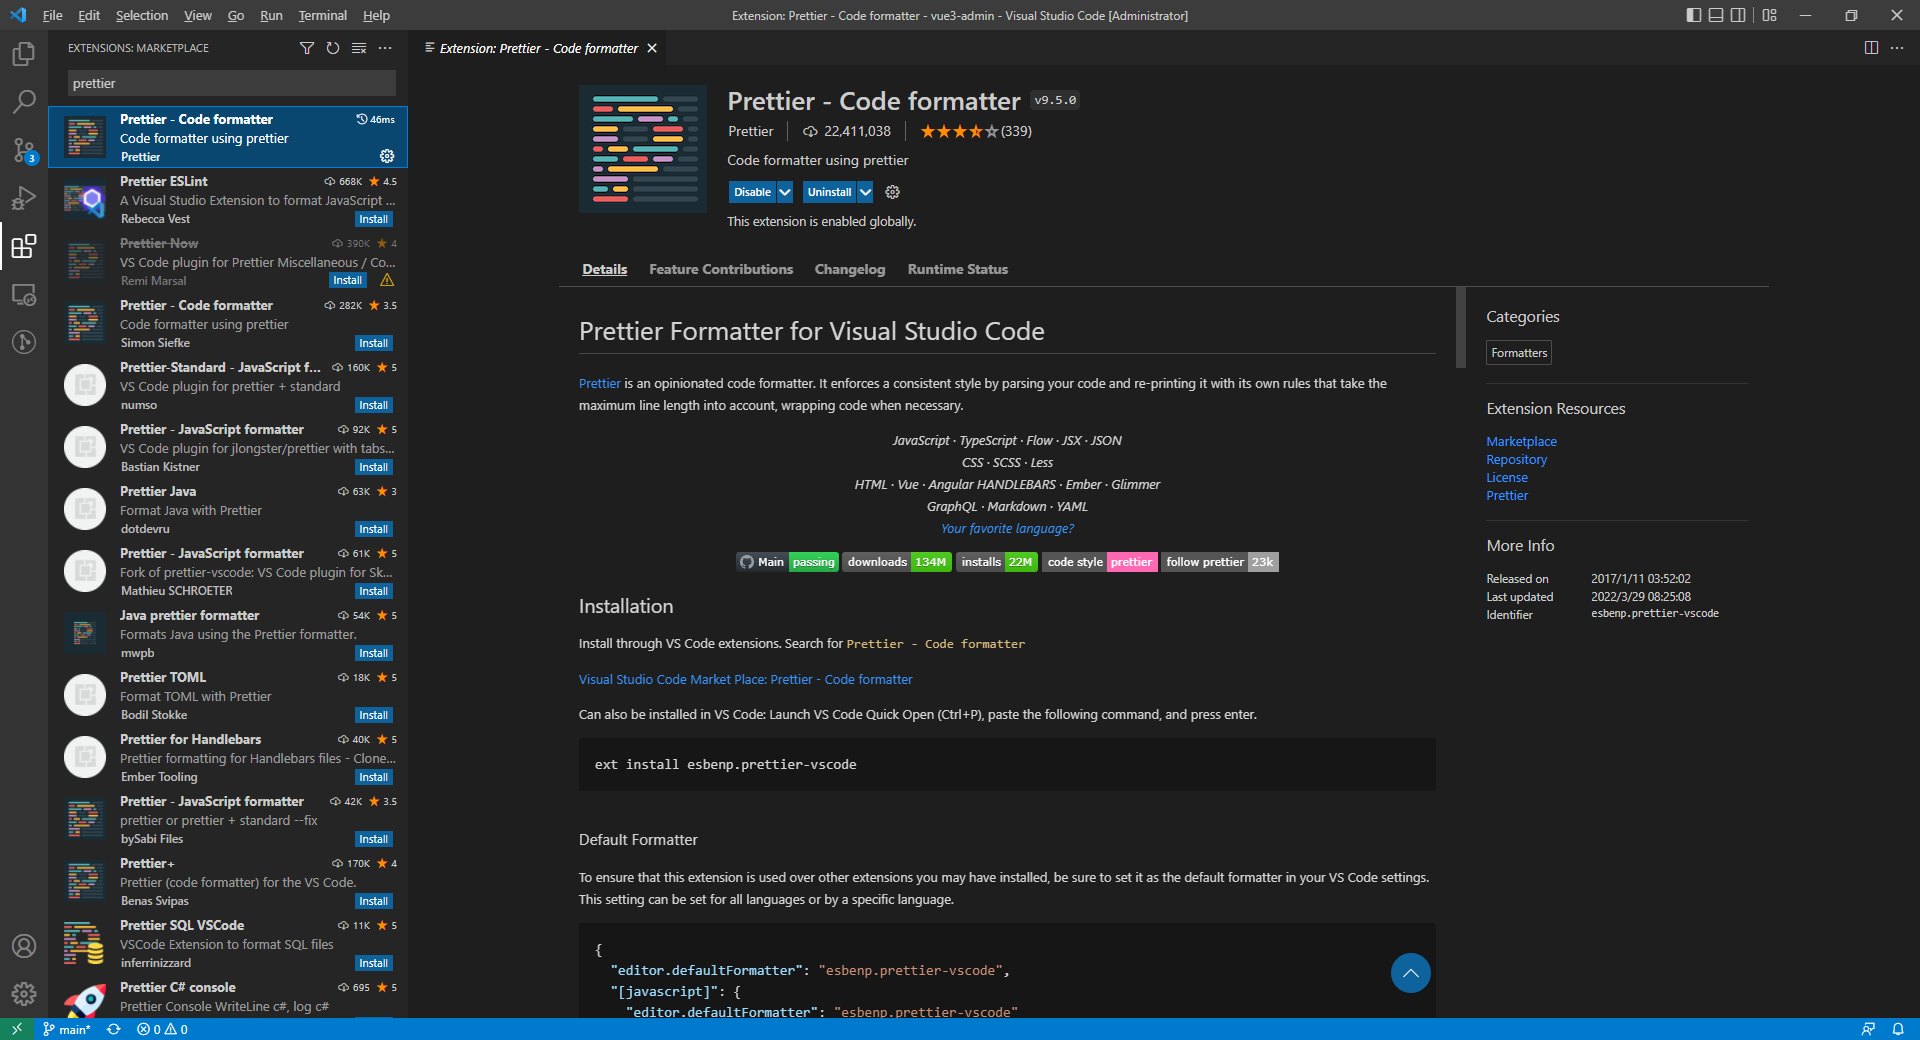 File Edit Selection View Go Run Terminal Help
Extension: Prettier - Code formatter - vue3-admin - Visual Studio Code [Administrator]
EXTENSIONS: MARKETPLACE
prettier
Prettier - Code formatter 46ms
Code formatter using prettier
Prettier
Prettier ESLint 668K 4.5
A Visual Studio Extension to format JavaScript ...
Rebecca Vest Install
Prettier Now 390K 4
VS Code plugin for Prettier Miscellaneous / Co...
Remi Marsal Install
Prettier - Code formatter 282K 3.5
Code formatter using prettier
Simon Siefke Install
Prettier-Standard - JavaScript f... 160K 5
VS Code plugin for prettier + standard
numso Install
Prettier - JavaScript formatter 92K 5
VS Code plugin for jlongster/prettier with tabs...
Bastian Kistner Install
Prettier Java 63K 3
Format Java with Prettier
dotdevru Install
Prettier - JavaScript formatter 61K 5
Fork of prettier-vscode: VS Code plugin for Sk...
Mathieu SCHROETER Install
Java prettier formatter 54K 5
Formats Java using the Prettier formatter.
mwpb Install
Prettier TOML 18K 5
Format TOML with Prettier
Bodil Stokke Install
Prettier for Handlebars 40K 5
Prettier formatting for Handlebars files - Clone...
Ember Tooling Install
Prettier - JavaScript formatter 42K 3.5
prettier or prettier + standard --fix
bySabi Files Install
Prettier+ 170K 4
Prettier (code formatter) for the VS Code.
Benas Svipas Install
Prettier SQL VSCode 11K 5
VSCode Extension to format SQL files
inferrinizzard Install
Prettier C# console 695 5
Prettier Console WriteLine c#, log c#
Extension: Prettier - Code formatter
Prettier - Code formatter v9.5.0
Prettier 22,411,038 (339)
Code formatter using prettier
Disable Uninstall
This extension is enabled globally.
Details Feature Contributions Changelog Runtime Status
Prettier Formatter for Visual Studio Code
Prettier is an opinionated code formatter. It enforces a consistent style by parsing your code and re-printing it with its own rules that take the
maximum line length into account, wrapping code when necessary.
JavaScript · TypeScript · Flow · JSX · JSON
CSS · SCSS · Less
HTML · Vue · Angular HANDLEBARS · Ember · Glimmer
GraphQL · Markdown · YAML
Your favorite language?
Main passing downloads 134M installs 22M code style prettier follow prettier 23k
Installation
Install through VS Code extensions. Search for Prettier - Code formatter
Visual Studio Code Market Place: Prettier - Code formatter
Can also be installed in VS Code: Launch VS Code Quick Open (Ctrl+P), paste the following command, and press enter.
ext install esbenp.prettier-vscode
Default Formatter
To ensure that this extension is used over other extensions you may have installed, be sure to set it as the default formatter in your VS Code settings.
This setting can be set for all languages or by a specific language.
{
"editor.defaultFormatter": "esbenp.prettier-vscode",
"[javascript]": {
"editor.defaultFormatter": "esbenp.prettier-vscode"
Categories
Formatters
Extension Resources
Marketplace
Repository
License
Prettier
More Info
Released on 2017/1/11 03:52:02
Last updated 2022/3/29 08:25:08
Identifier esbenp.prettier-vscode
3
main* 0 0